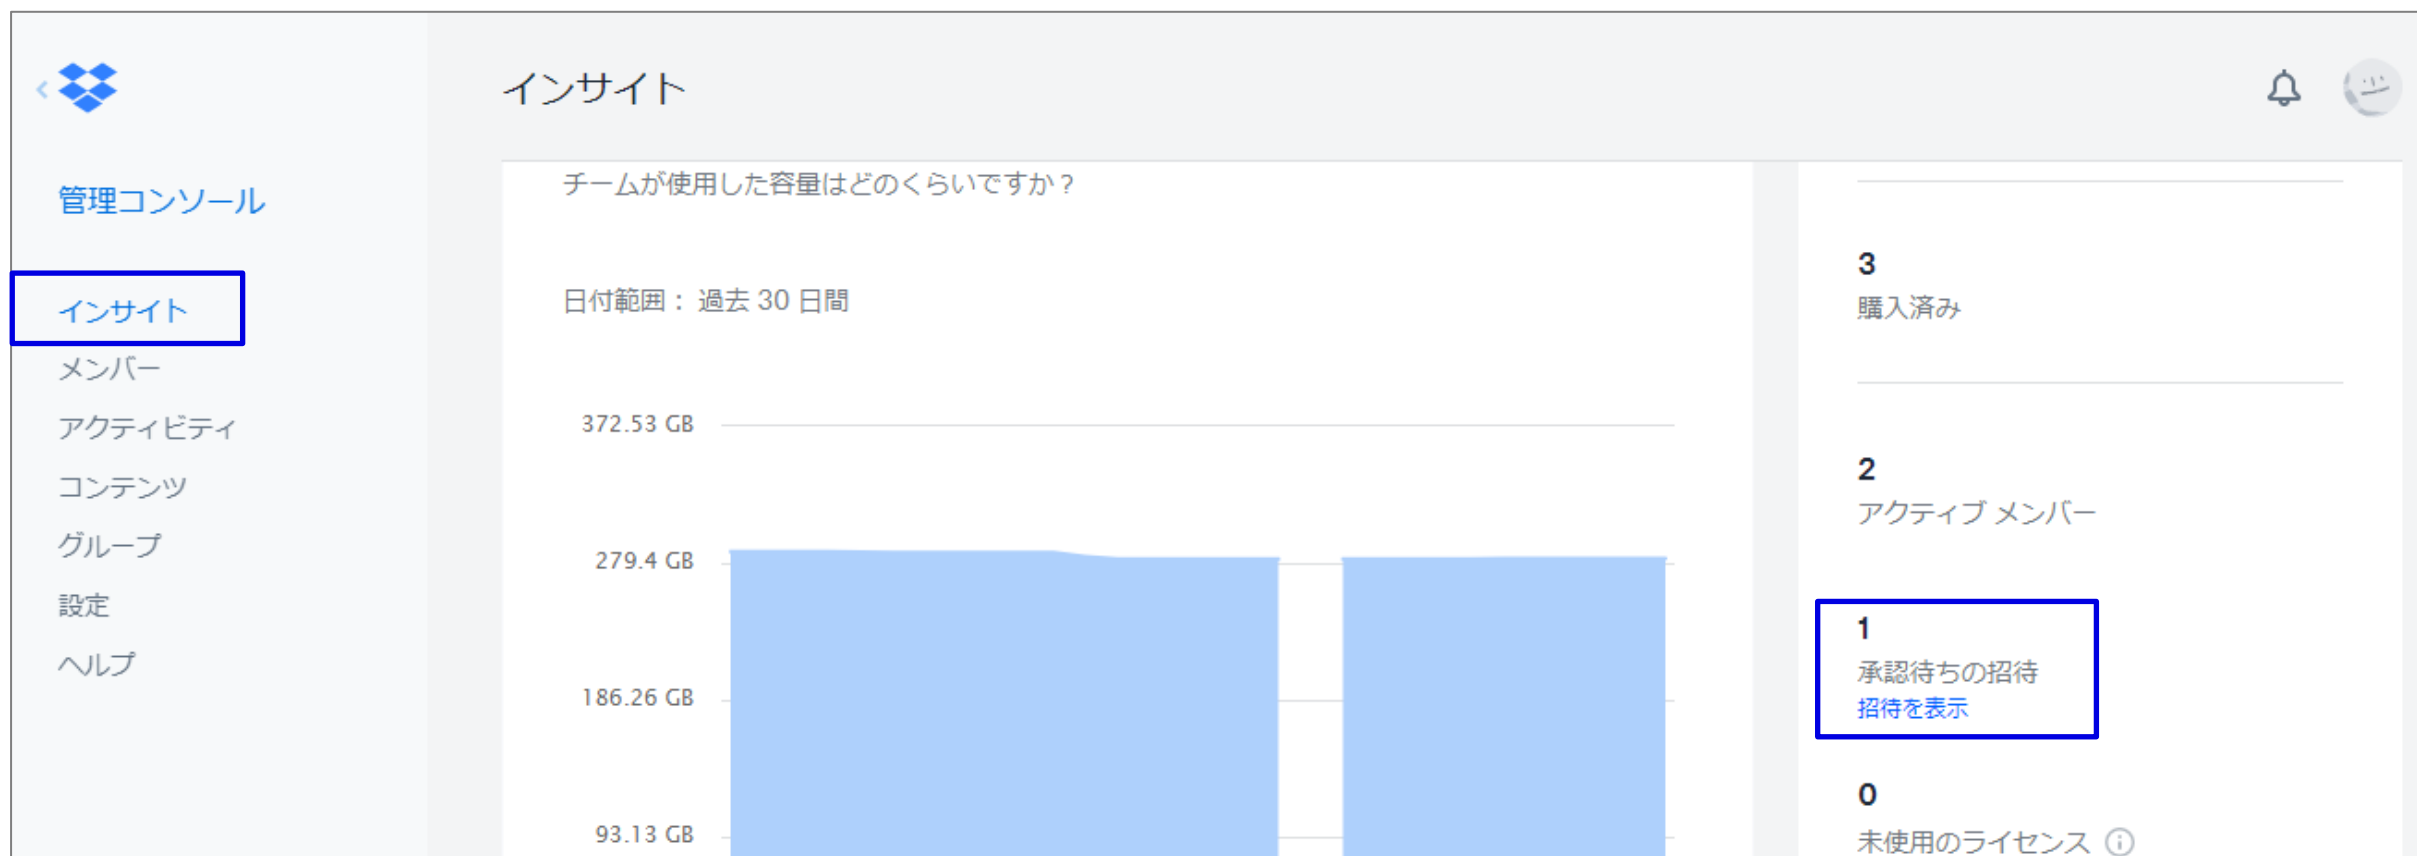 インサイト
管理コンソール
インサイト
メンバー
アクティビティ
コンテンツ
グループ
設定
ヘルプ
チームが使用した容量はどのくらいですか？
日付範囲： 過去 30 日間
372.53 GB
279.4 GB
186.26 GB
93.13 GB
3
購入済み
2
アクティブ メンバー
1
承認待ちの招待
招待を表示
0
未使用のライセンス